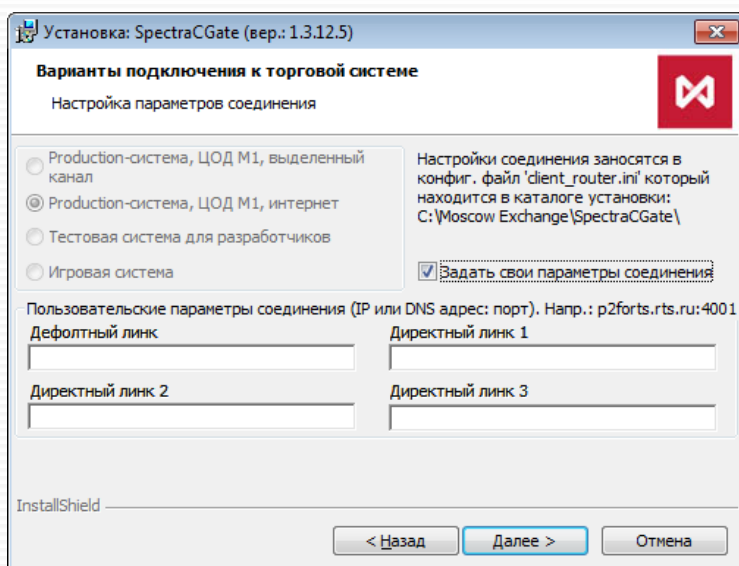 Установка: SpectraCGate (вер.: 1.3.12.5)
Варианты подключения к торговой системе
Настройка параметров соединения
Production-система, ЦОД М1, выделенный
канал
Production-система, ЦОД М1, интернет
Тестовая система для разработчиков
Игровая система
Настройки соединения заносятся в
конфиг. файл 'client_router.ini' который
находится в каталоге установки:
C:\Moscow Exchange\SpectraCGate\
Задать свои параметры соединения
Пользовательские параметры соединения (IP или DNS адрес: порт). Напр.: p2forts.rts.ru:4001
Дефолтный линк
Директный линк 1
Директный линк 2
Директный линк 3
InstallShield
< Назад
Далее >
Отмена